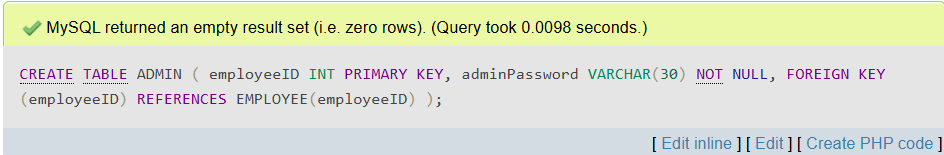 MySQL returned an empty result set (i.e. zero rows). (Query took 0.0098 seconds.)
CREATE TABLE ADMIN ( employeeID INT PRIMARY KEY, adminPassword VARCHAR(30) NOT NULL, FOREIGN KEY
(employeeID) REFERENCES EMPLOYEE(employeeID) );
[ Edit inline ] [ Edit ] [ Create PHP code ]